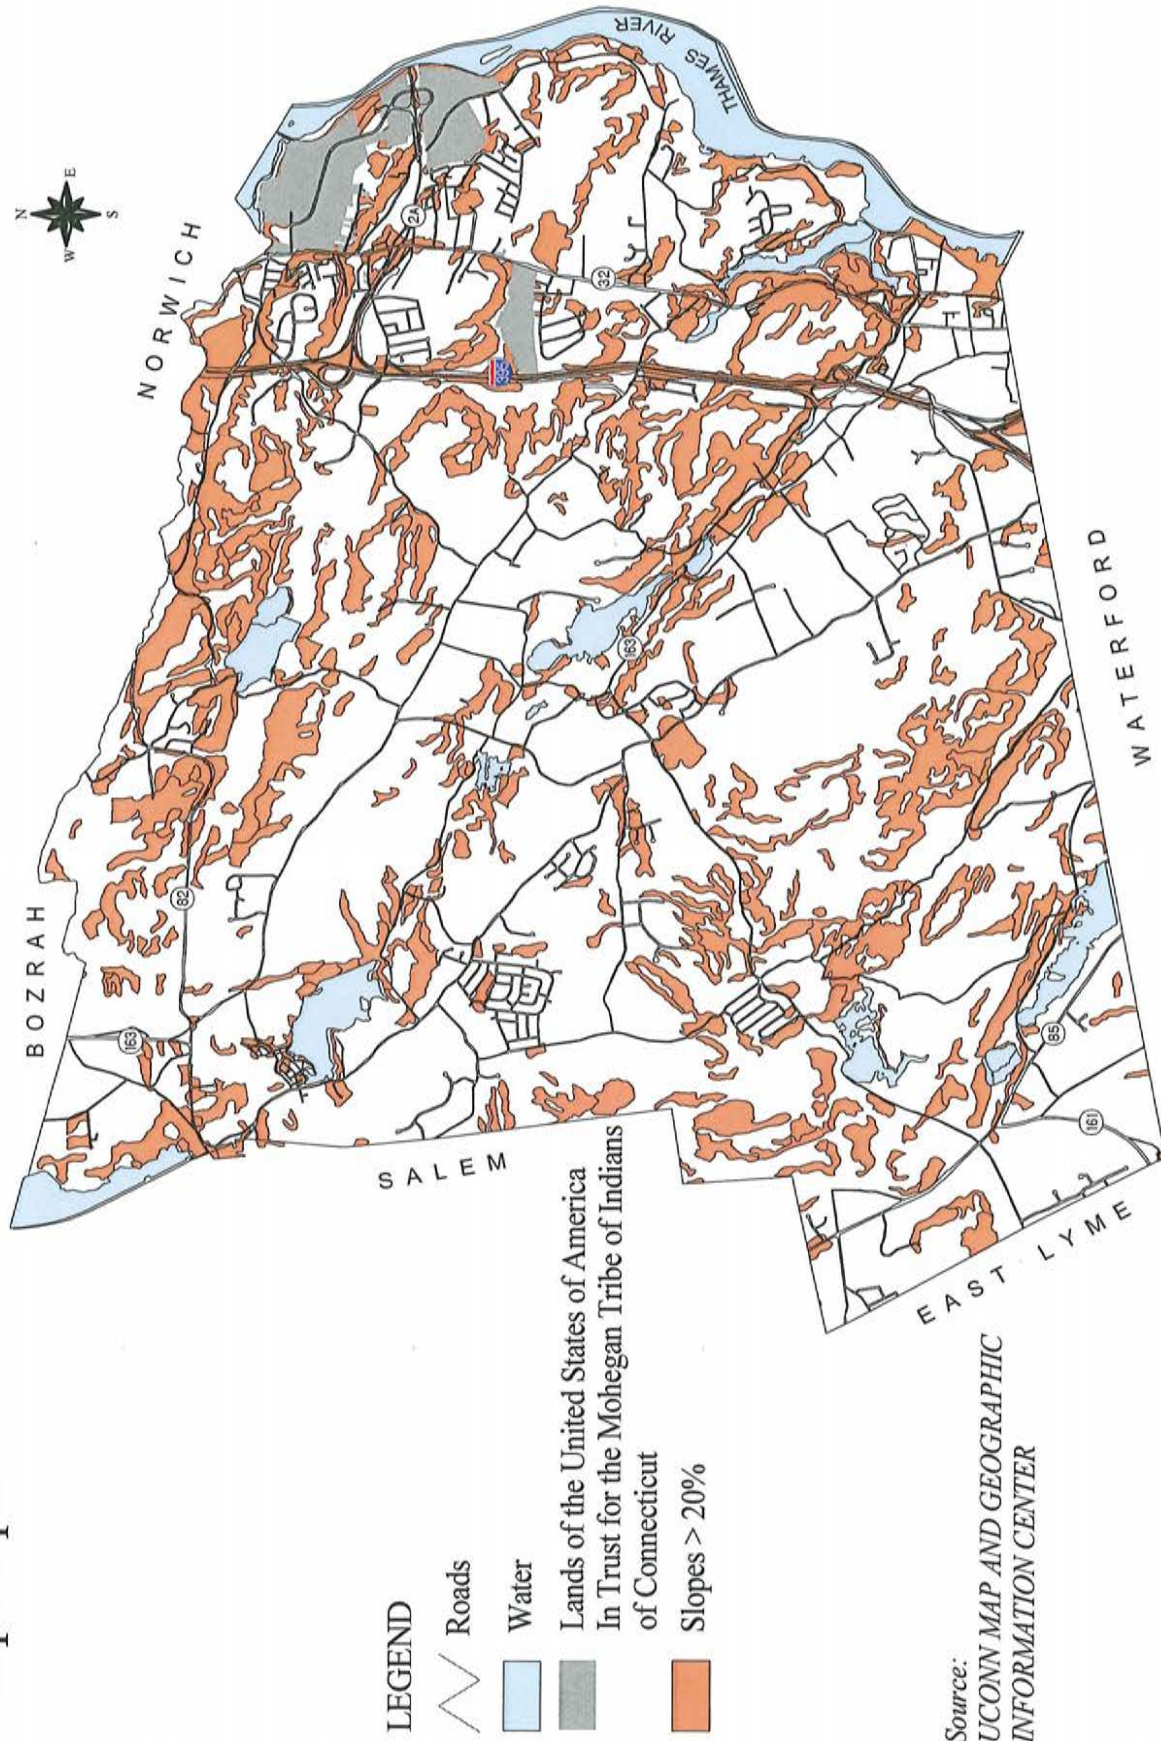 N
W
E
S
NORWICH
BOZRAH
THAMES RIVER
2A
32
395
82
163
163
85
161
SALEM
WATERFORD
EAST LYME
LEGEND
Roads
Water
Lands of the United States of America
In Trust for the Mohegan Tribe of Indians
of Connecticut
Slopes > 20%
Source:
UCONN MAP AND GEOGRAPHIC
INFORMATION CENTER